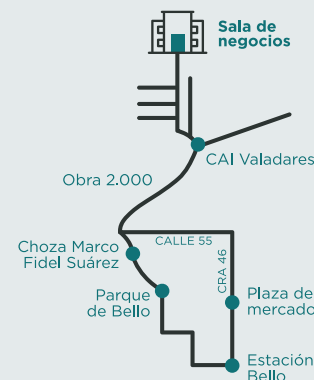 Sala de
negocios
CAI Valadares
Obra 2.000
CALLE 55
Choza Marco
Fidel Suárez
CRA 46
Parque
de Bello
Plaza de
mercado
Estación
Bello